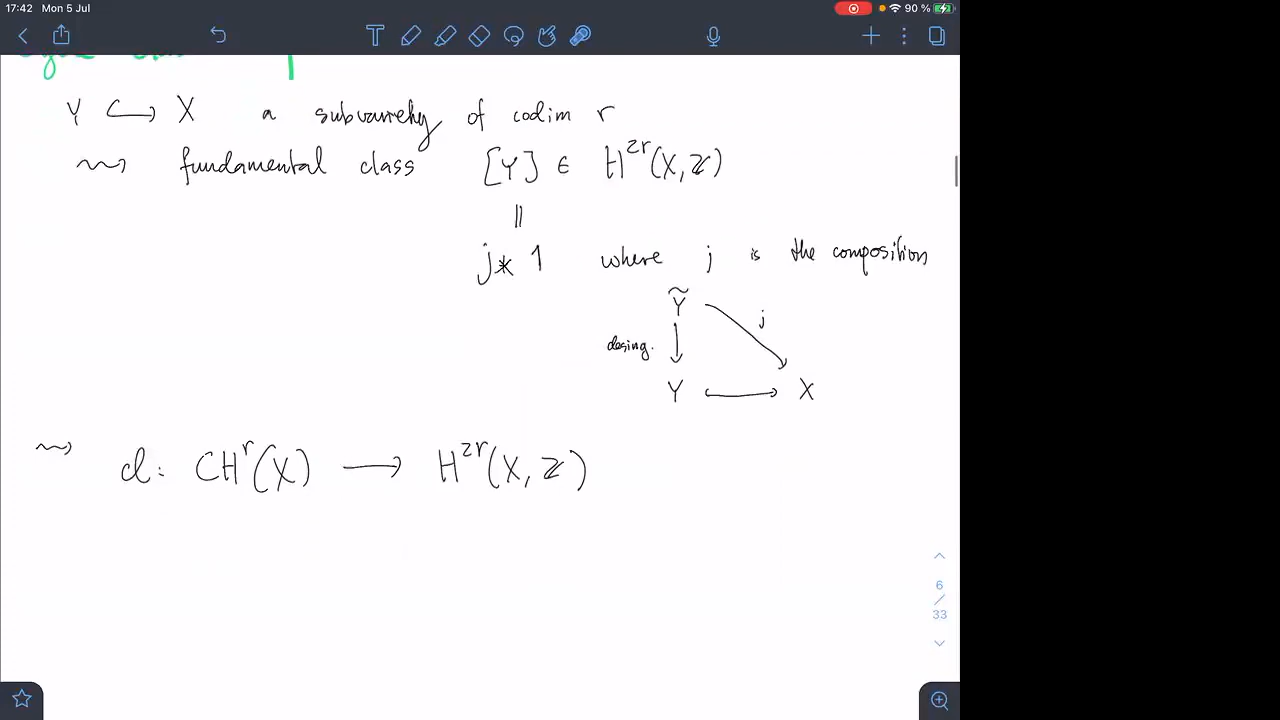 17:42 Mon 5 Jul
90 %
Y ↪ X a subvariety of codim r
⇝ fundamental class [Y] ∈ H^{2r}(X, ℤ)
||
j_* 1 where j is the composition
Ỹ
j
desing.
Y ↪ X
⇝ cl: CH^r(X) ⟶ H^{2r}(X, ℤ)
6
/
33